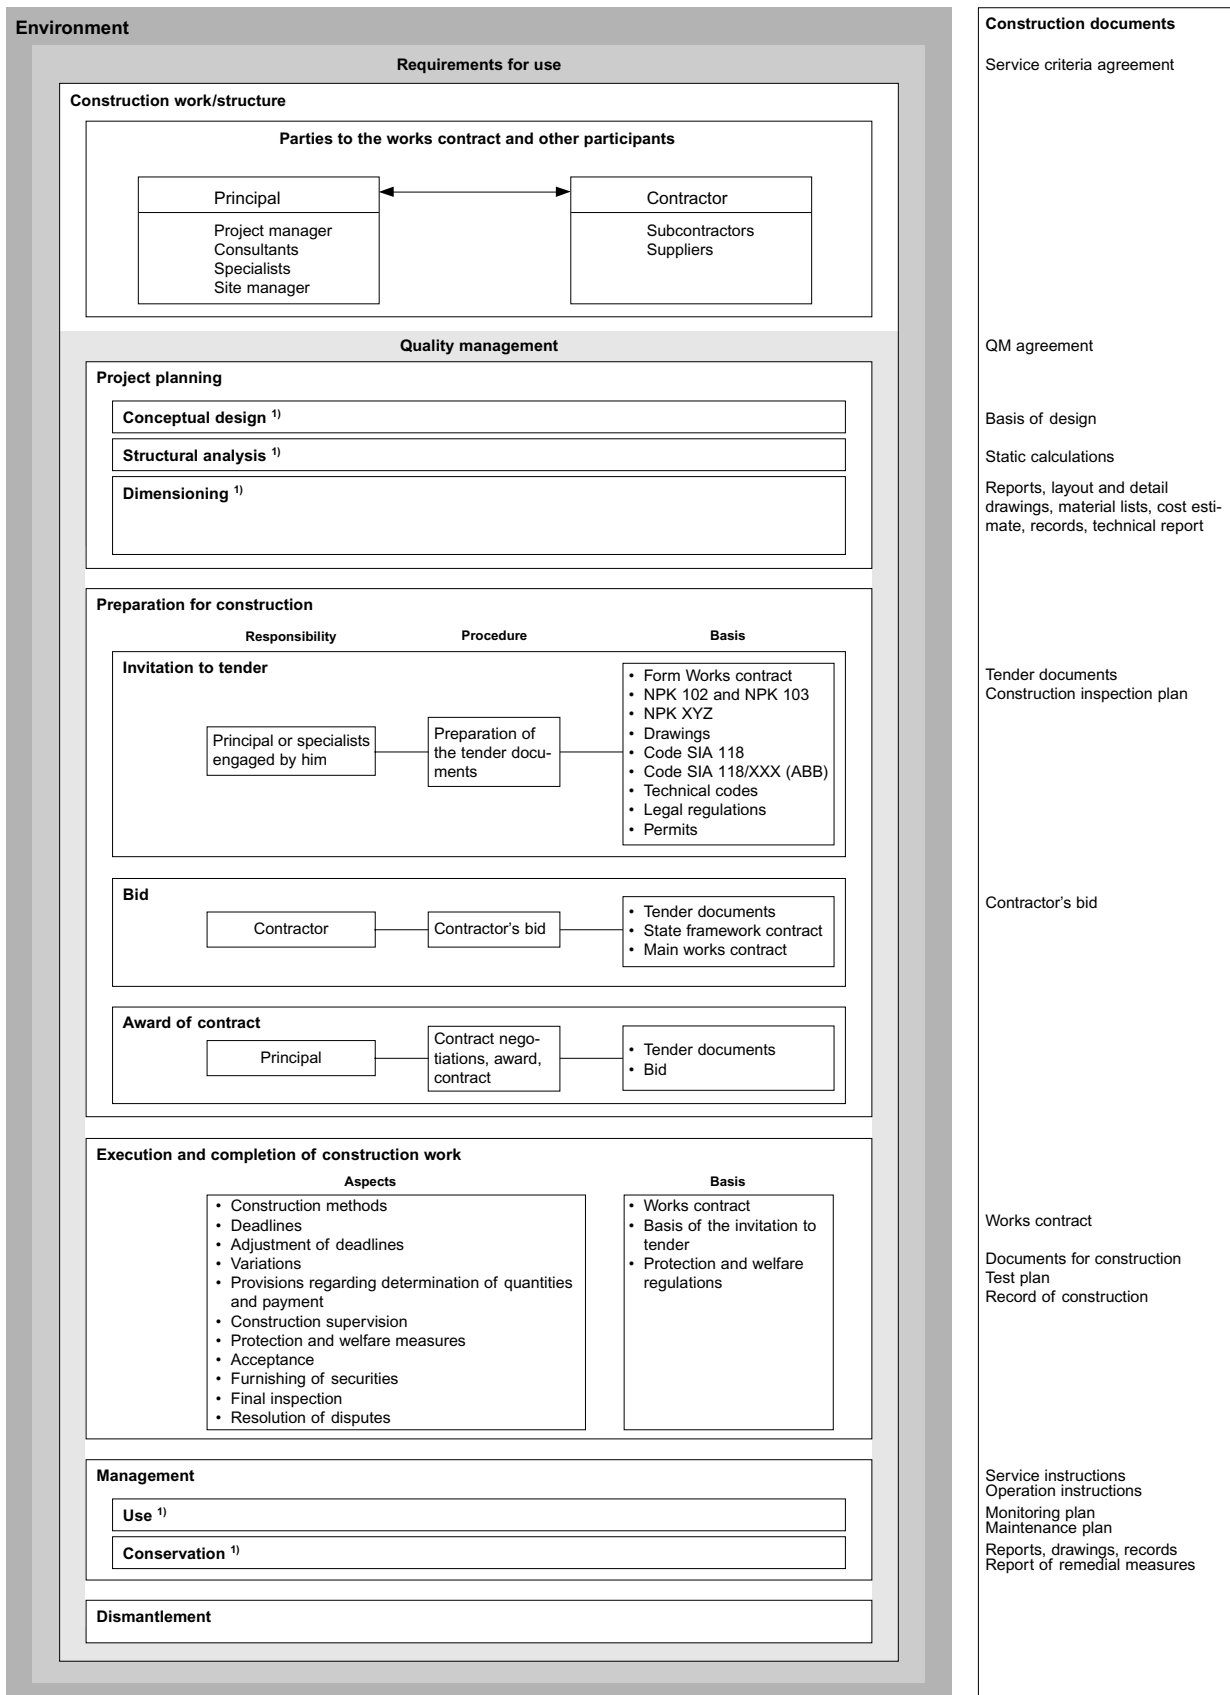 Environment
Requirements for use
Construction work/structure
Parties to the works contract and other participants
Principal
Project manager
Consultants
Specialists
Site manager
Contractor
Subcontractors
Suppliers
Quality management
Project planning
Conceptual design 1)
Structural analysis 1)
Dimensioning 1)
Preparation for construction
Responsibility
Procedure
Basis
Invitation to tender
Principal or specialists
engaged by him
Preparation of
the tender docu-
ments
• Form Works contract
• NPK 102 and NPK 103
• NPK XYZ
• Drawings
• Code SIA 118
• Code SIA 118/XXX (ABB)
• Technical codes
• Legal regulations
• Permits
Bid
Contractor
Contractor's bid
• Tender documents
• State framework contract
• Main works contract
Award of contract
Principal
Contract nego-
tiations, award,
contract
• Tender documents
• Bid
Execution and completion of construction work
Aspects
• Construction methods
• Deadlines
• Adjustment of deadlines
• Variations
• Provisions regarding determination of quantities
and payment
• Construction supervision
• Protection and welfare measures
• Acceptance
• Furnishing of securities
• Final inspection
• Resolution of disputes
Basis
• Works contract
• Basis of the invitation to
tender
• Protection and welfare
regulations
Management
Use 1)
Conservation 1)
Dismantlement
Construction documents
Service criteria agreement
QM agreement
Basis of design
Static calculations
Reports, layout and detail
drawings, material lists, cost esti-
mate, records, technical report
Tender documents
Construction inspection plan
Contractor's bid
Works contract
Documents for construction
Test plan
Record of construction
Service instructions
Operation instructions
Monitoring plan
Maintenance plan
Reports, drawings, records
Report of remedial measures